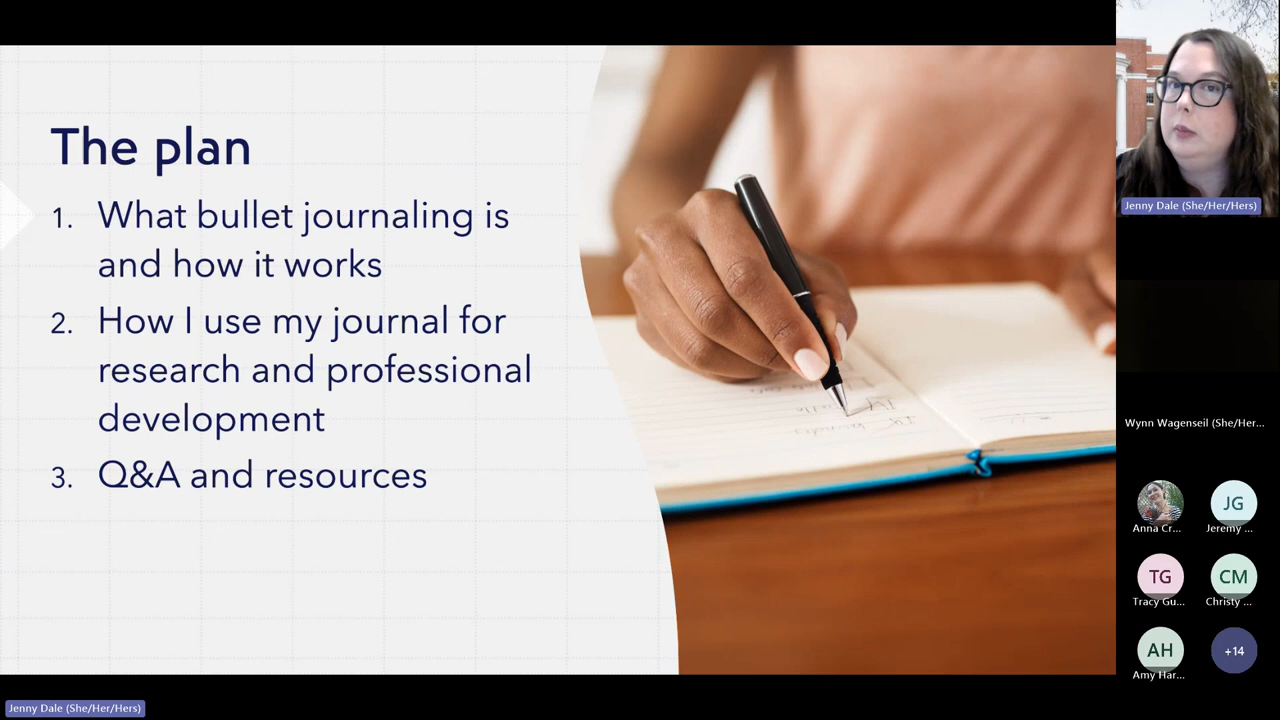 The plan
1. What bullet journaling is
and how it works
2. How I use my journal for
research and professional
development
3. Q&A and resources
Jenny Dale (She/Her/Hers)
Wynn Wagenseil (She/Her...
Anna Cr...
JG
Jeremy ...
TG
Tracy Gu...
CM
Christy ...
AH
Amy Har...
+14
Jenny Dale (She/Her/Hers)